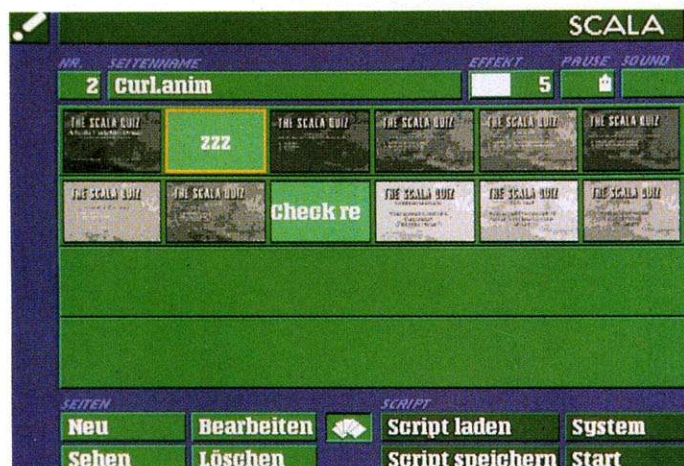 SCALA
NR. SEITENNAME EFFEKT PAUSE SOUND
2 Curl.anim 5
THE SCALA QUIZ zzz THE SCALA QUIZ THE SCALA QUIZ THE SCALA QUIZ THE SCALA QUIZ
THE SCALA QUIZ THE SCALA QUIZ Check re THE SCALA QUIZ THE SCALA QUIZ THE SCALA QUIZ
SEITEN SCRIPT
Neu Bearbeiten Script laden System
Sehen Löschen Script speichern Start